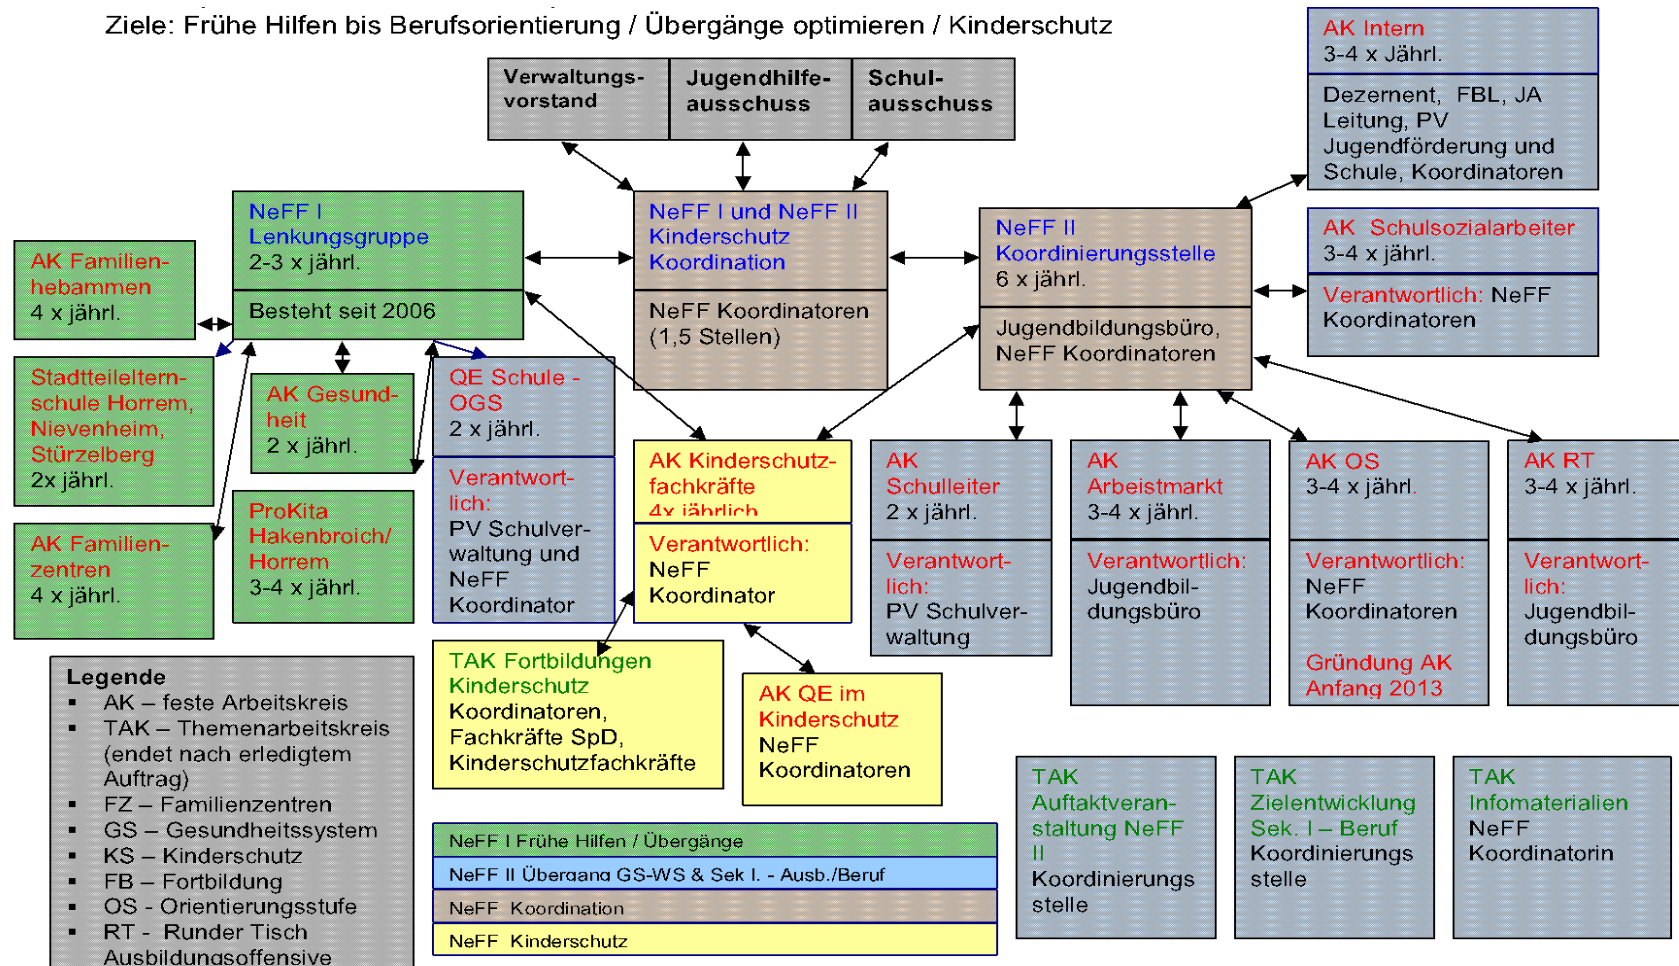 Ziele: Frühe Hilfen bis Berufsorientierung / Übergänge optimieren / Kinderschutz
Verwaltungs-
vorstand
Jugendhilfe-
ausschuss
Schul-
ausschuss
AK Intern
3-4 x Jährl.
Dezernent, FBL, JA
Leitung, PV
Jugendförderung und
Schule, Koordinatoren
NeFF I
Lenkungsgruppe
2-3 x jährl.
Besteht seit 2006
NeFF I und NeFF II
Kinderschutz
Koordination
NeFF Koordinatoren
(1,5 Stellen)
NeFF II
Koordinierungsstelle
6 x jährl.
Jugendbildungsbüro,
NeFF Koordinatoren
AK Schulsozialarbeiter
3-4 x jährl.
Verantwortlich: NeFF
Koordinatoren
AK Familien-
hebammen
4 x jährl.
Stadtteileltern-
schule Horrem,
Nievenheim,
Stürzelberg
2x jährl.
AK Gesund-
heit
2 x jährl.
QE Schule -
OGS
2 x jährl.
Verantwort-
lich:
PV Schulver-
waltung und
NeFF
Koordinator
AK Familien-
zentren
4 x jährl.
ProKita
Hakenbroich/
Horrem
3-4 x jährl.
AK Kinderschutz-
fachkräfte
4x jährlich
Verantwortlich:
NeFF
Koordinator
AK
Schulleiter
2 x jährl.
Verantwort-
lich:
PV Schulver-
waltung
AK
Arbeistmarkt
3-4 x jährl.
Verantwortlich:
Jugendbil-
dungsbüro
AK OS
3-4 x jährl.
Verantwortlich:
NeFF
Koordinatoren
Gründung AK
Anfang 2013
AK RT
3-4 x jährl.
Verantwort-
lich:
Jugendbil-
dungsbüro
TAK Fortbildungen
Kinderschutz
Koordinatoren,
Fachkräfte SpD,
Kinderschutzfachkräfte
AK QE im
Kinderschutz
NeFF
Koordinatoren
Legende
▪ AK – feste Arbeitskreis
▪ TAK – Themenarbeitskreis
(endet nach erledigtem
Auftrag)
▪ FZ – Familienzentren
▪ GS – Gesundheitssystem
▪ KS – Kinderschutz
▪ FB – Fortbildung
▪ OS - Orientierungsstufe
▪ RT - Runder Tisch
Ausbildungsoffensive
NeFF I Frühe Hilfen / Übergänge
NeFF II Übergang GS-WS & Sek I. - Ausb./Beruf
NeFF Koordination
NeFF Kinderschutz
TAK
Auftaktveran-
staltung NeFF
II
Koordinierungs
stelle
TAK
Zielentwicklung
Sek. I – Beruf
Koordinierungs
stelle
TAK
Infomaterialien
NeFF
Koordinatorin